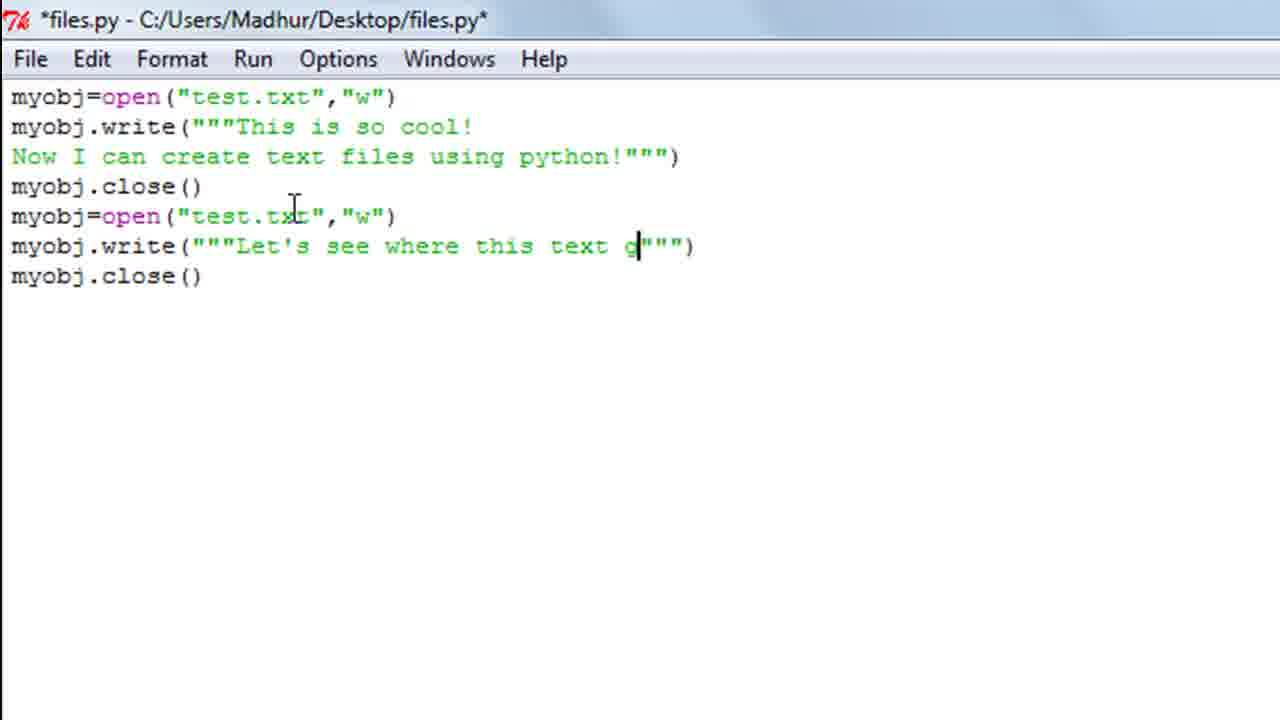 *files.py - C:/Users/Madhur/Desktop/files.py*
File Edit Format Run Options Windows Help
myobj=open("test.txt","w")
myobj.write("""This is so cool!
Now I can create text files using python!""")
myobj.close()
myobj=open("test.txt","w")
myobj.write("""Let's see where this text g""")
myobj.close()